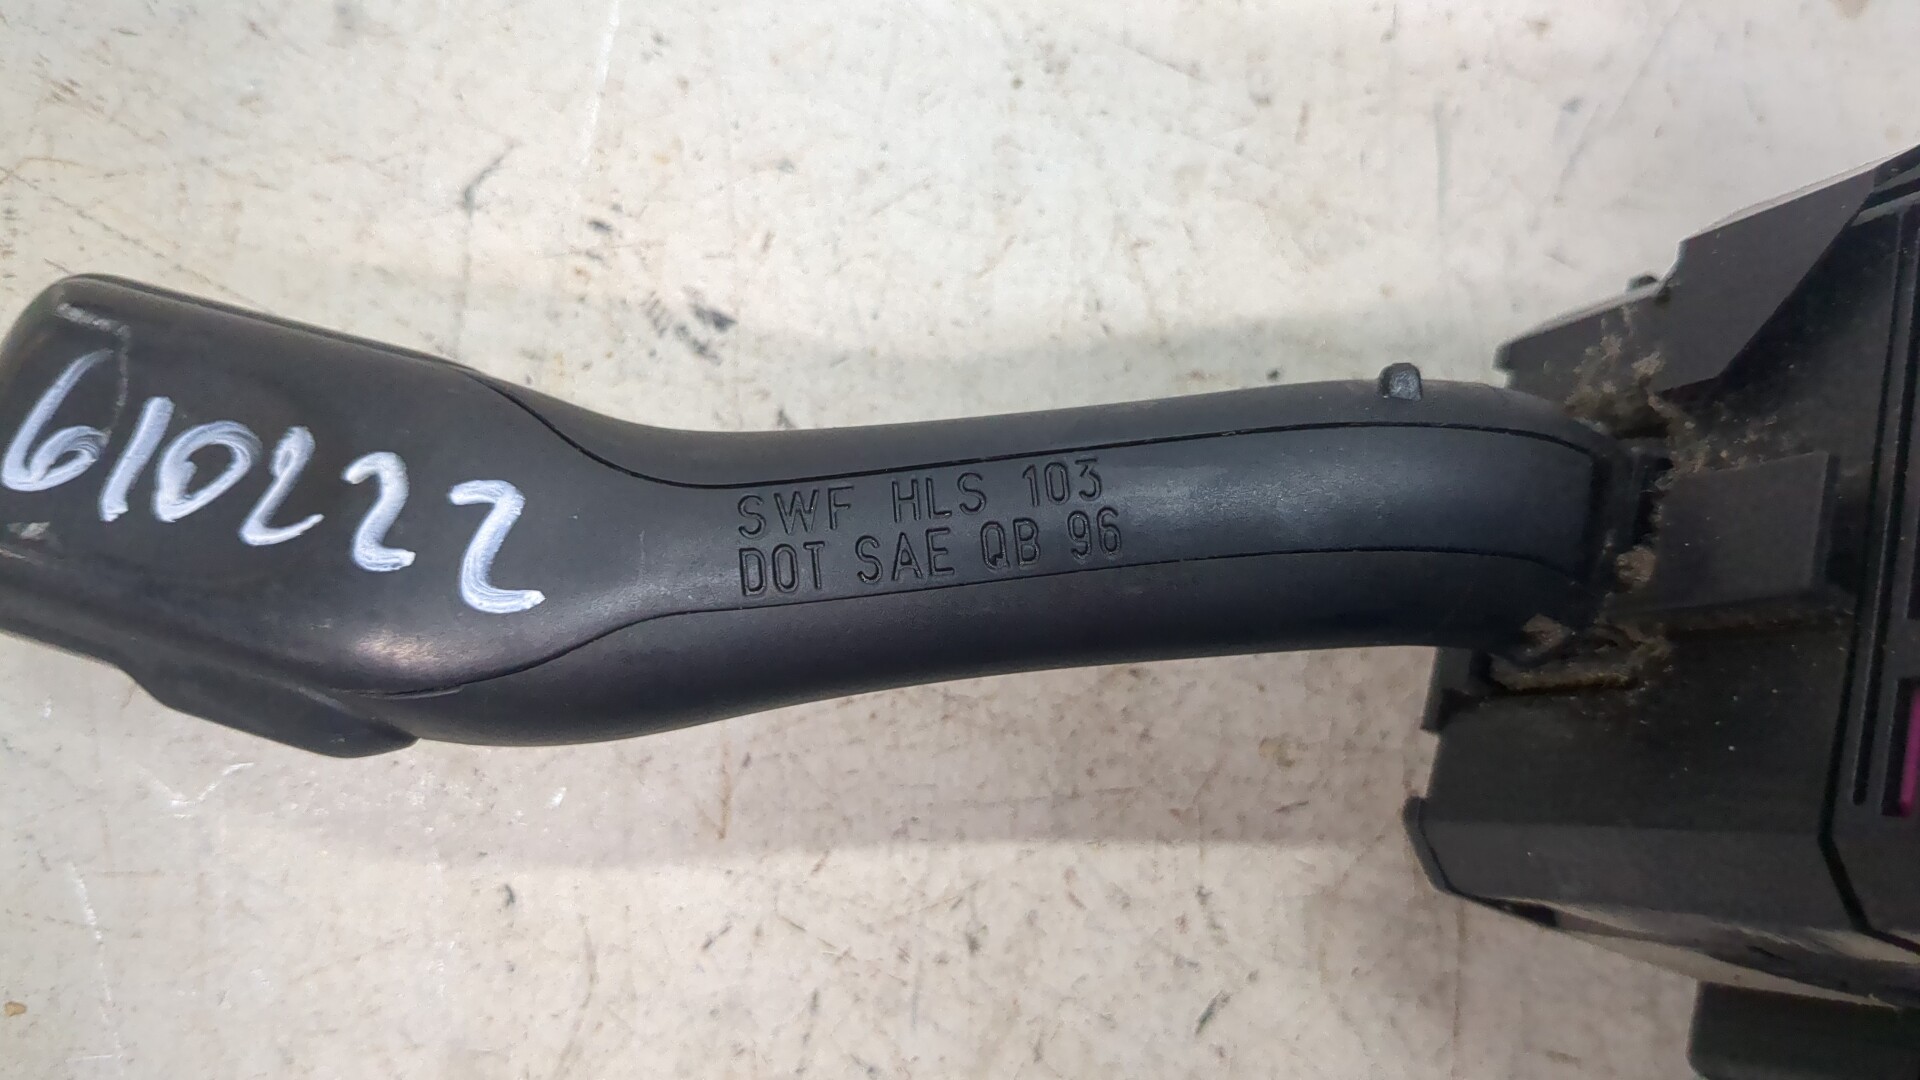 610222
SWF HLS 103
DOT SAE QB 96